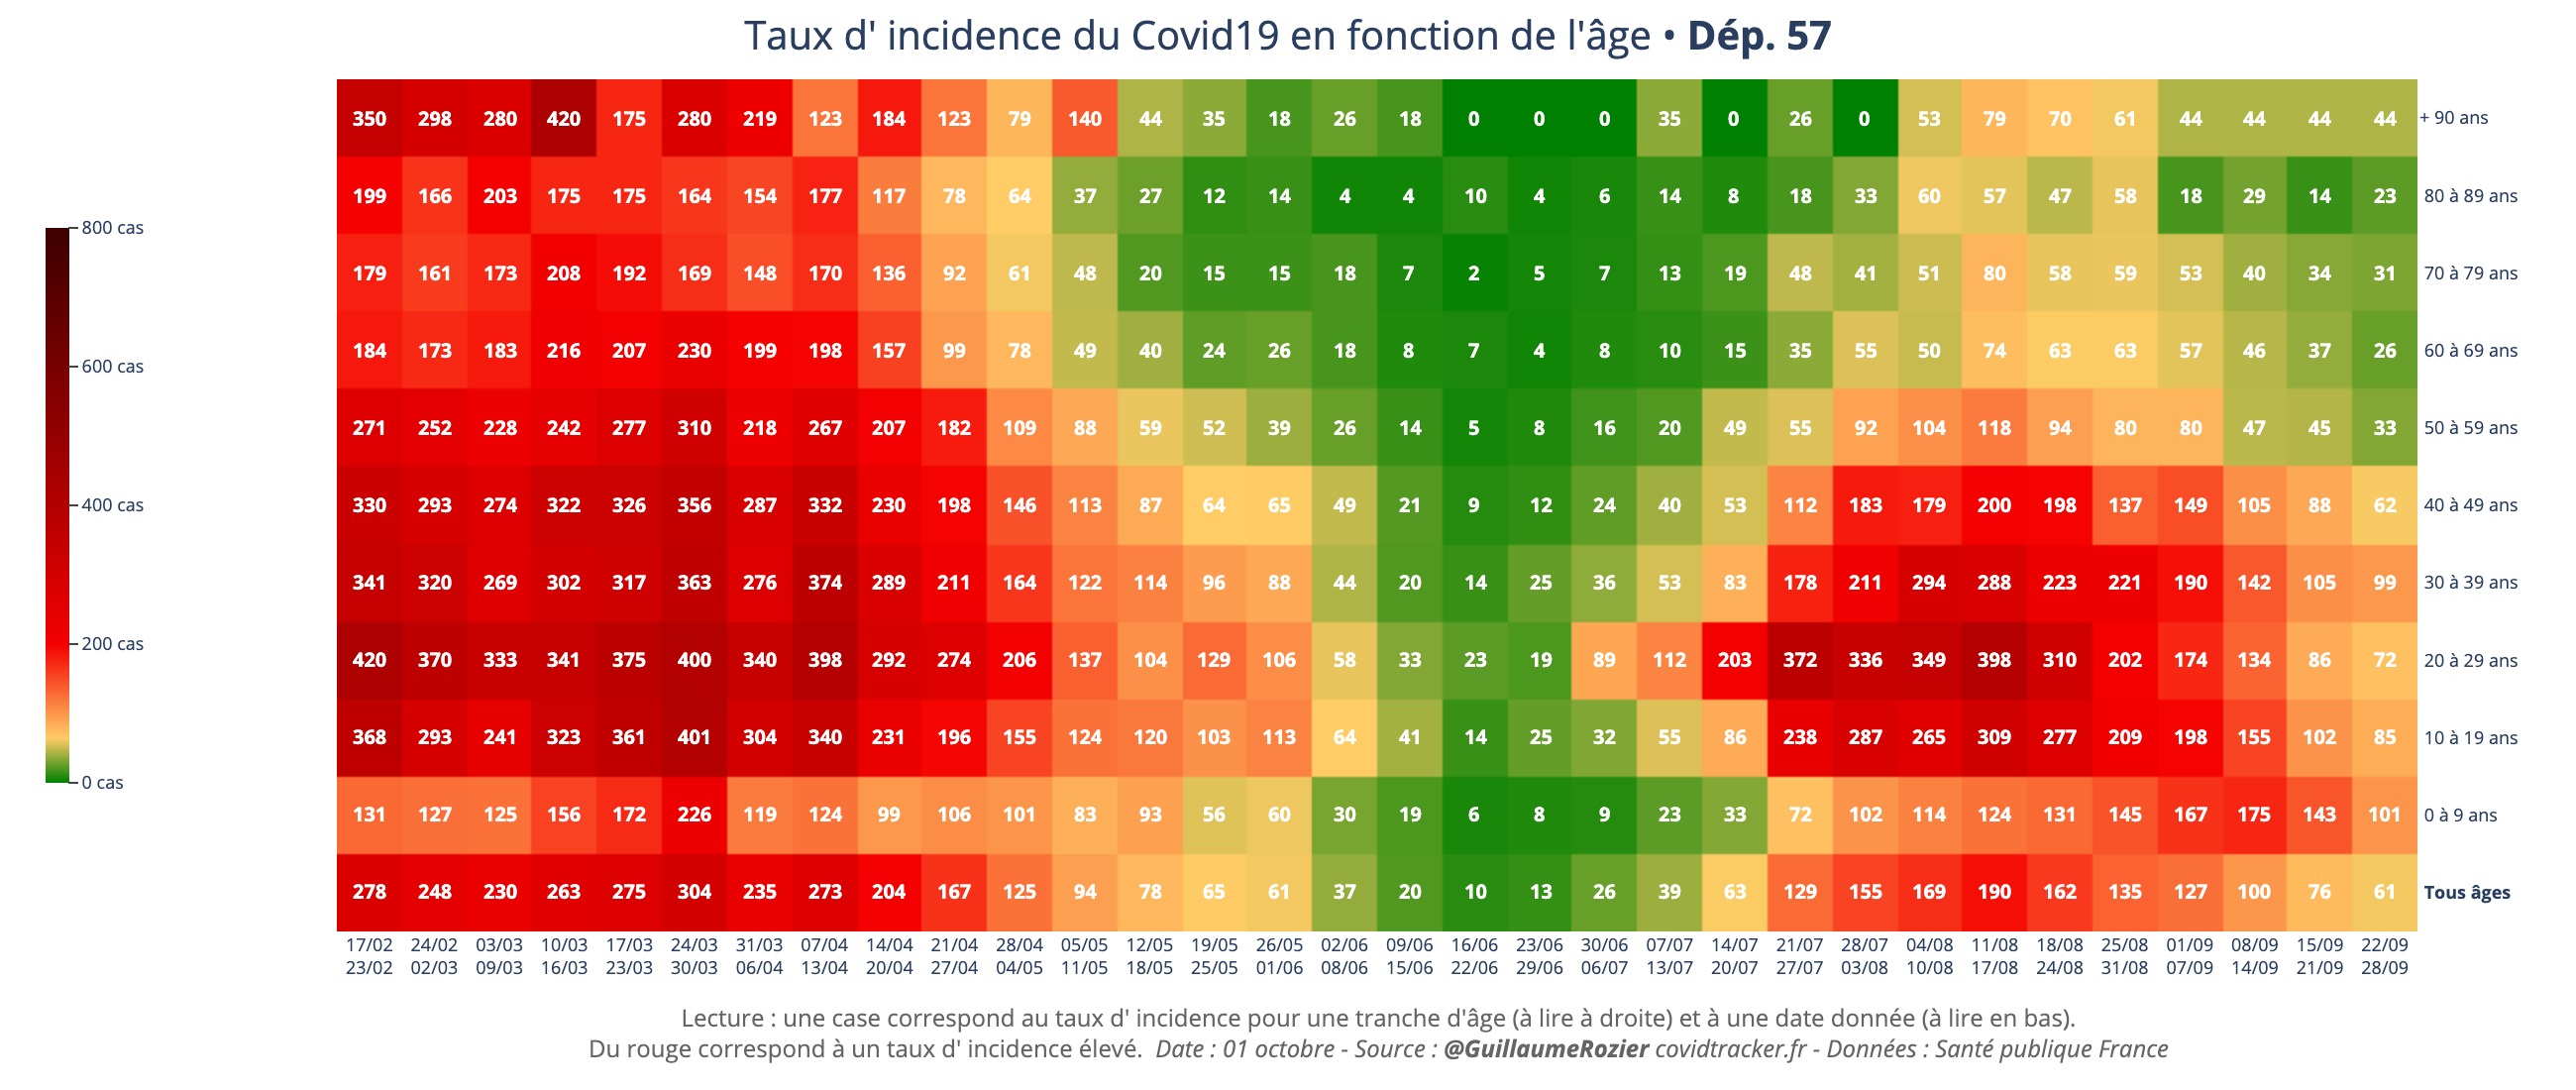 Taux d' incidence du Covid19 en fonction de l'âge • Dép. 57
350 298 280 420 175 280 219 123 184 123 79 140 44 35 18 26 18 0 0 0 35 0 26 0 53 79 70 61 44 44 44 44 + 90 ans
199 166 203 175 175 164 154 177 117 78 64 37 27 12 14 4 4 10 4 6 14 8 18 33 60 57 47 58 18 29 14 23 80 à 89 ans
800 cas
179 161 173 208 192 169 148 170 136 92 61 48 20 15 15 18 7 2 5 7 13 19 48 41 51 80 58 59 53 40 34 31 70 à 79 ans
184 173 183 216 207 230 199 198 157 99 78 49 40 24 26 18 8 7 4 8 10 15 35 55 50 74 63 63 57 46 37 26 60 à 69 ans
600 cas
271 252 228 242 277 310 218 267 207 182 109 88 59 52 39 26 14 5 8 16 20 49 55 92 104 118 94 80 80 47 45 33 50 à 59 ans
400 cas
330 293 274 322 326 356 287 332 230 198 146 113 87 64 65 49 21 9 12 24 40 53 112 183 179 200 198 137 149 105 88 62 40 à 49 ans
341 320 269 302 317 363 276 374 289 211 164 122 114 96 88 44 20 14 25 36 53 83 178 211 294 288 223 221 190 142 105 99 30 à 39 ans
200 cas
420 370 333 341 375 400 340 398 292 274 206 137 104 129 106 58 33 23 19 89 112 203 372 336 349 398 310 202 174 134 86 72 20 à 29 ans
368 293 241 323 361 401 304 340 231 196 155 124 120 103 113 64 41 14 25 32 55 86 238 287 265 309 277 209 198 155 102 85 10 à 19 ans
0 cas
131 127 125 156 172 226 119 124 99 106 101 83 93 56 60 30 19 6 8 9 23 33 72 102 114 124 131 145 167 175 143 101 0 à 9 ans
278 248 230 263 275 304 235 273 204 167 125 94 78 65 61 37 20 10 13 26 39 63 129 155 169 190 162 135 127 100 76 61 Tous âges
17/02 24/02 03/03 10/03 17/03 24/03 31/03 07/04 14/04 21/04 28/04 05/05 12/05 19/05 26/05 02/06 09/06 16/06 23/06 30/06 07/07 14/07 21/07 28/07 04/08 11/08 18/08 25/08 01/09 08/09 15/09 22/09
23/02 02/03 09/03 16/03 23/03 30/03 06/04 13/04 20/04 27/04 04/05 11/05 18/05 25/05 01/06 08/06 15/06 22/06 29/06 06/07 13/07 20/07 27/07 03/08 10/08 17/08 24/08 31/08 07/09 14/09 21/09 28/09
Lecture : une case correspond au taux d' incidence pour une tranche d'âge (à lire à droite) et à une date donnée (à lire en bas).
Du rouge correspond à un taux d' incidence élevé. Date : 01 octobre - Source : @GuillaumeRozier covidtracker.fr - Données : Santé publique France